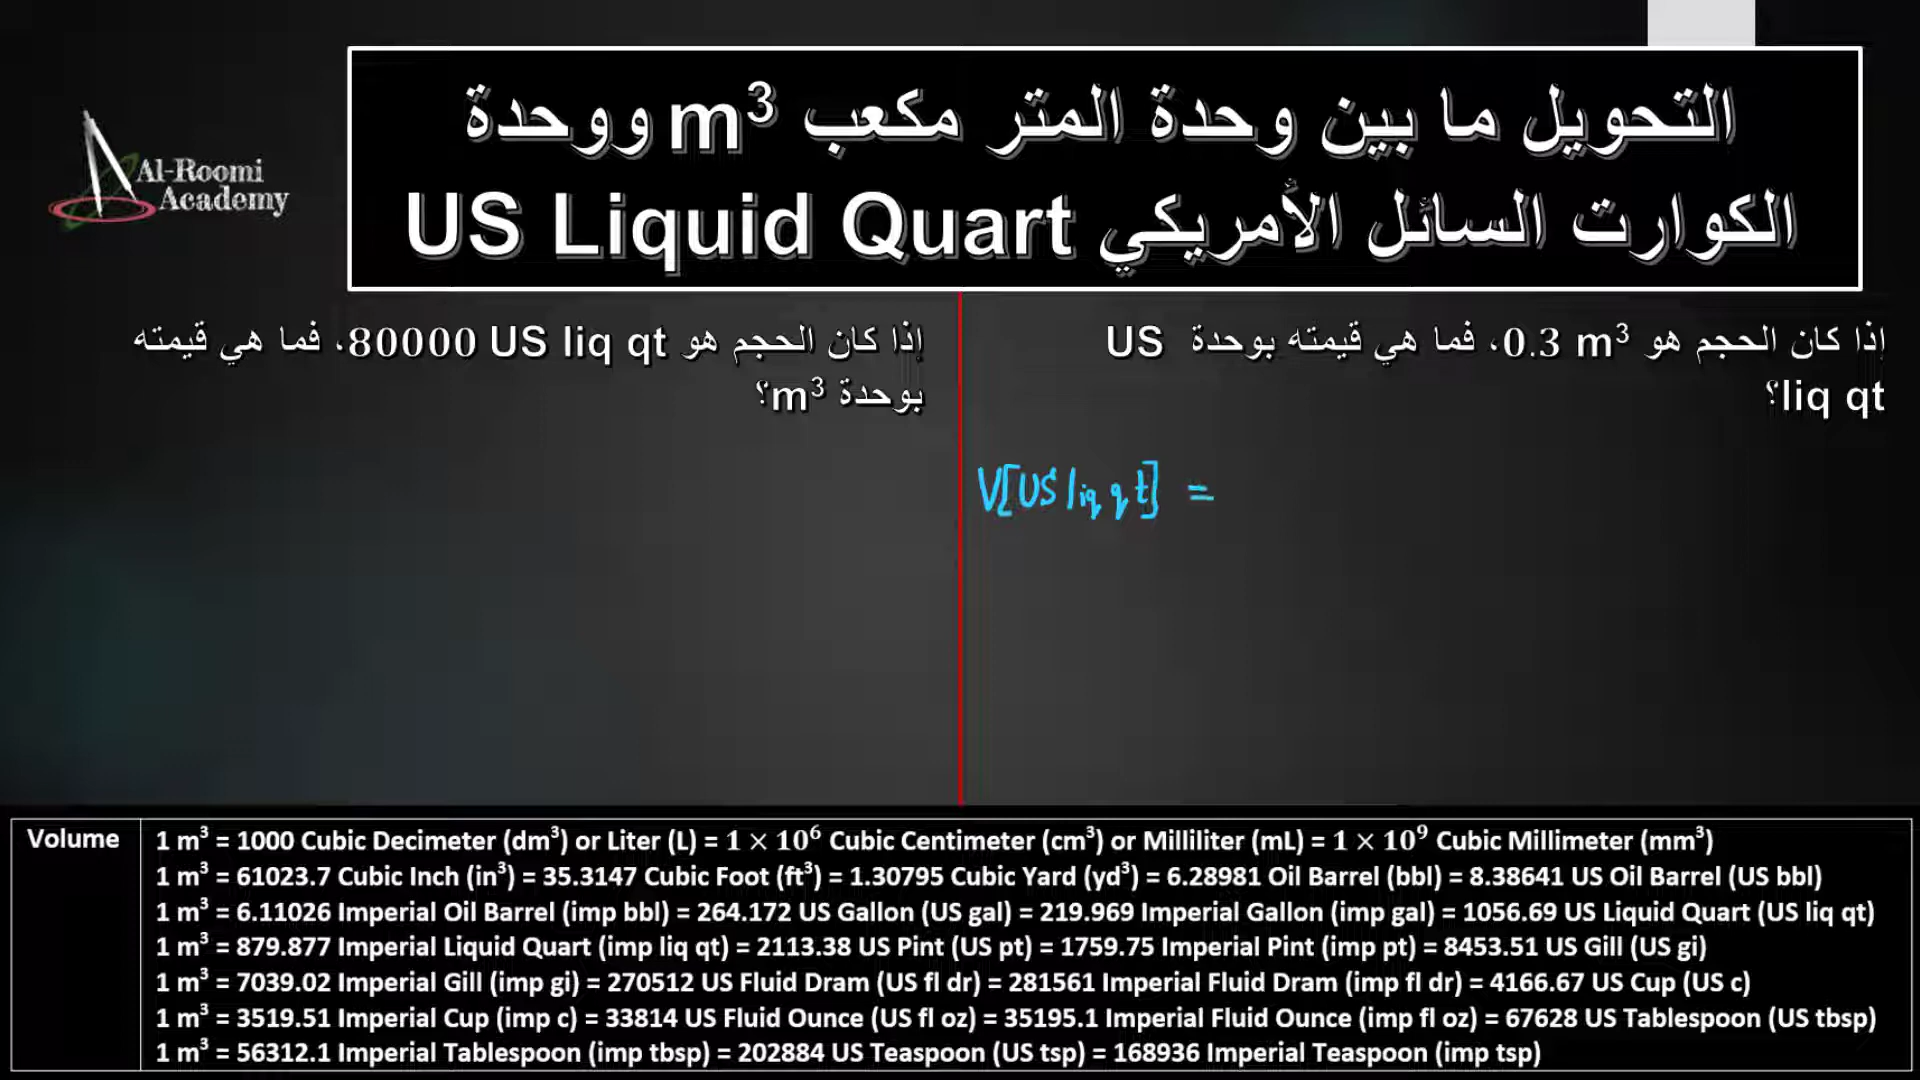 Al-Roomi
Academy
التحويل ما بين وحدة المتر مكعب m³ ووحدة
الكوارت السائل الأمريكي US Liquid Quart
إذا كان الحجم هو 0.3 m³، فما هي قيمته بوحدة US
liq qt؟
V[US liq qt] =
إذا كان الحجم هو 80000 US liq qt، فما هي قيمته
بوحدة m³؟
Volume
1 m³ = 1000 Cubic Decimeter (dm³) or Liter (L) = 1 × 10⁶ Cubic Centimeter (cm³) or Milliliter (mL) = 1 × 10⁹ Cubic Millimeter (mm³)
1 m³ = 61023.7 Cubic Inch (in³) = 35.3147 Cubic Foot (ft³) = 1.30795 Cubic Yard (yd³) = 6.28981 Oil Barrel (bbl) = 8.38641 US Oil Barrel (US bbl)
1 m³ = 6.11026 Imperial Oil Barrel (imp bbl) = 264.172 US Gallon (US gal) = 219.969 Imperial Gallon (imp gal) = 1056.69 US Liquid Quart (US liq qt)
1 m³ = 879.877 Imperial Liquid Quart (imp liq qt) = 2113.38 US Pint (US pt) = 1759.75 Imperial Pint (imp pt) = 8453.51 US Gill (US gi)
1 m³ = 7039.02 Imperial Gill (imp gi) = 270512 US Fluid Dram (US fl dr) = 281561 Imperial Fluid Dram (imp fl dr) = 4166.67 US Cup (US c)
1 m³ = 3519.51 Imperial Cup (imp c) = 33814 US Fluid Ounce (US fl oz) = 35195.1 Imperial Fluid Ounce (imp fl oz) = 67628 US Tablespoon (US tbsp)
1 m³ = 56312.1 Imperial Tablespoon (imp tbsp) = 202884 US Teaspoon (US tsp) = 168936 Imperial Teaspoon (imp tsp)